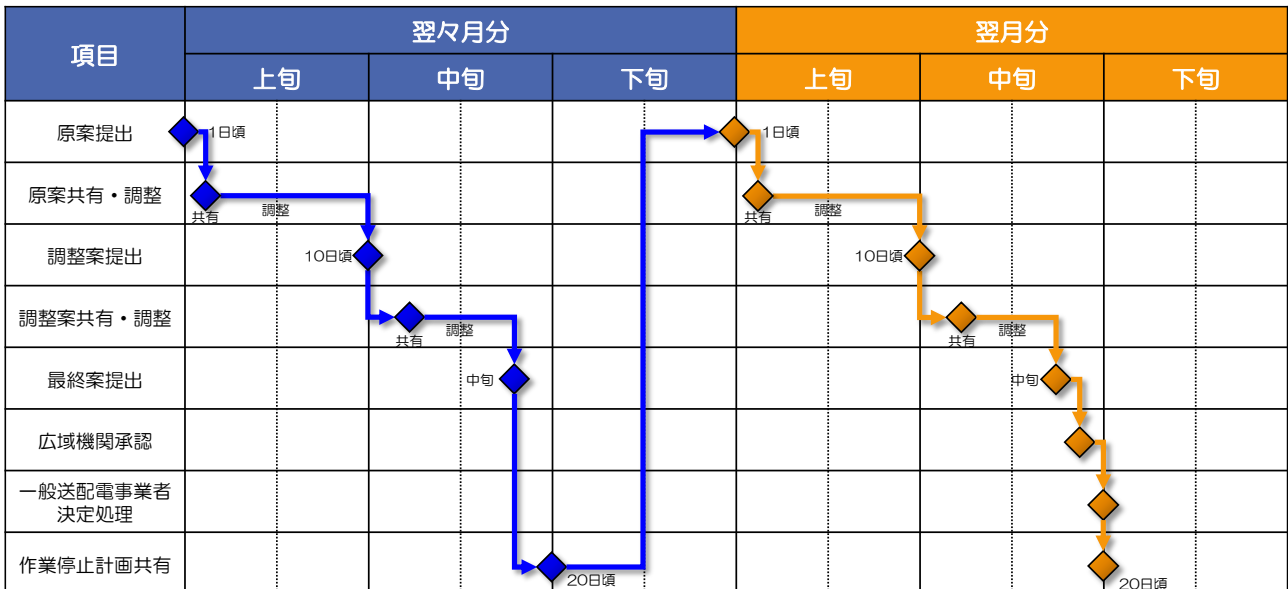 項目
翌々月分
翌月分
上旬
中旬
下旬
上旬
中旬
下旬
原案提出
1日頃
1日頃
原案共有・調整
共有
調整
共有
調整
調整案提出
10日頃
10日頃
調整案共有・調整
共有
調整
共有
調整
最終案提出
中旬
中旬
広域機関承認
一般送配電事業者
決定処理
作業停止計画共有
20日頃
20日頃